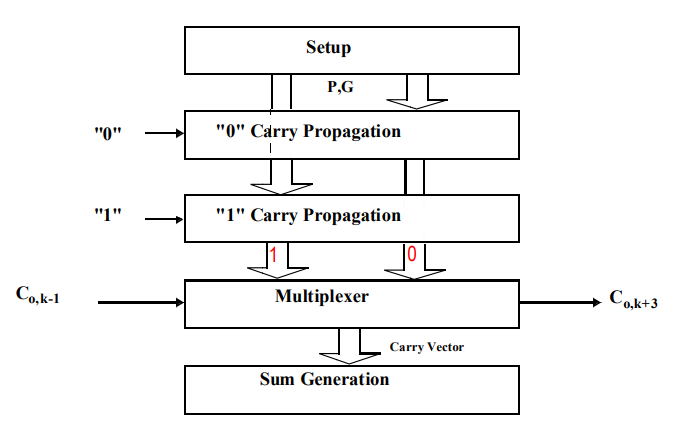 Setup
P,G
"0"
"0" Carry Propagation
"1"
"1" Carry Propagation
1
0
Co,k-1
Multiplexer
Co,k+3
Carry Vector
Sum Generation